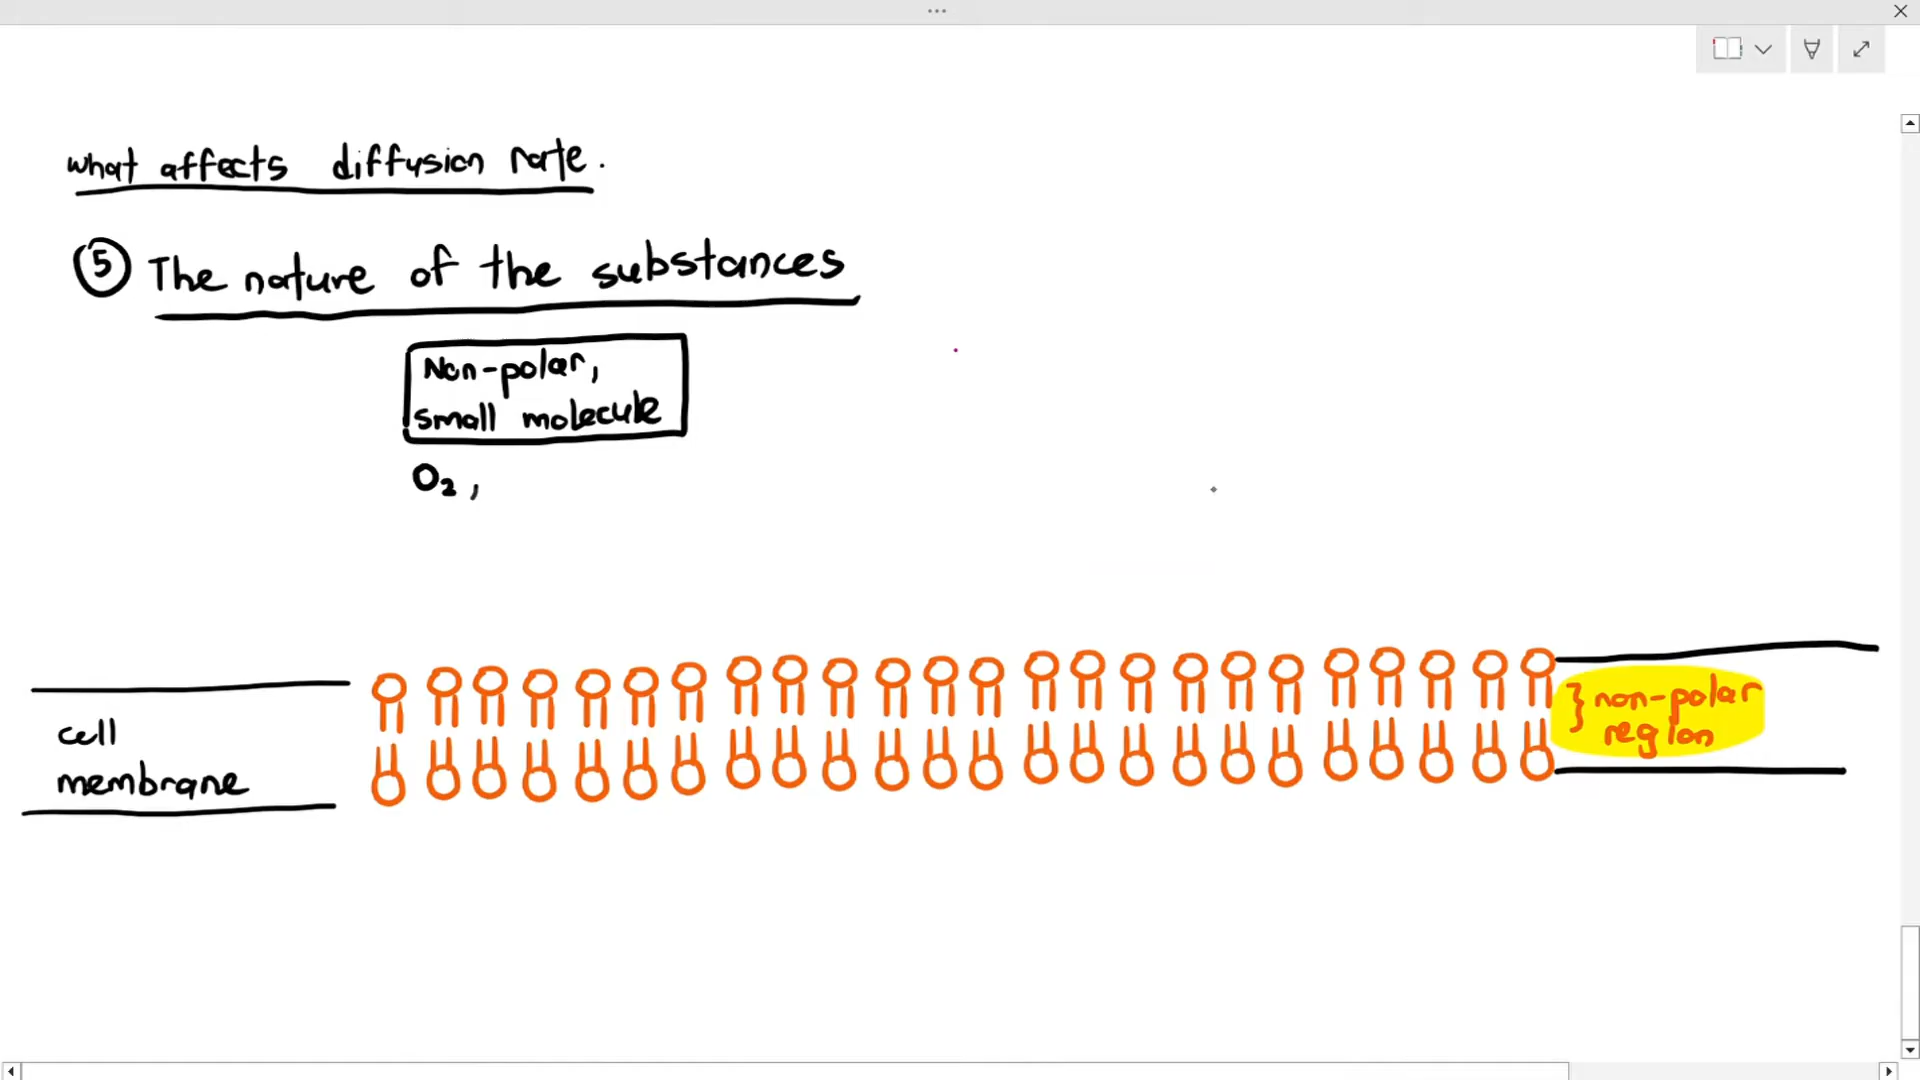 what affects diffusion rate.
5 The nature of the substances
Non-polar,
small molecule
O₂,
cell
membrane
} non-polar
region